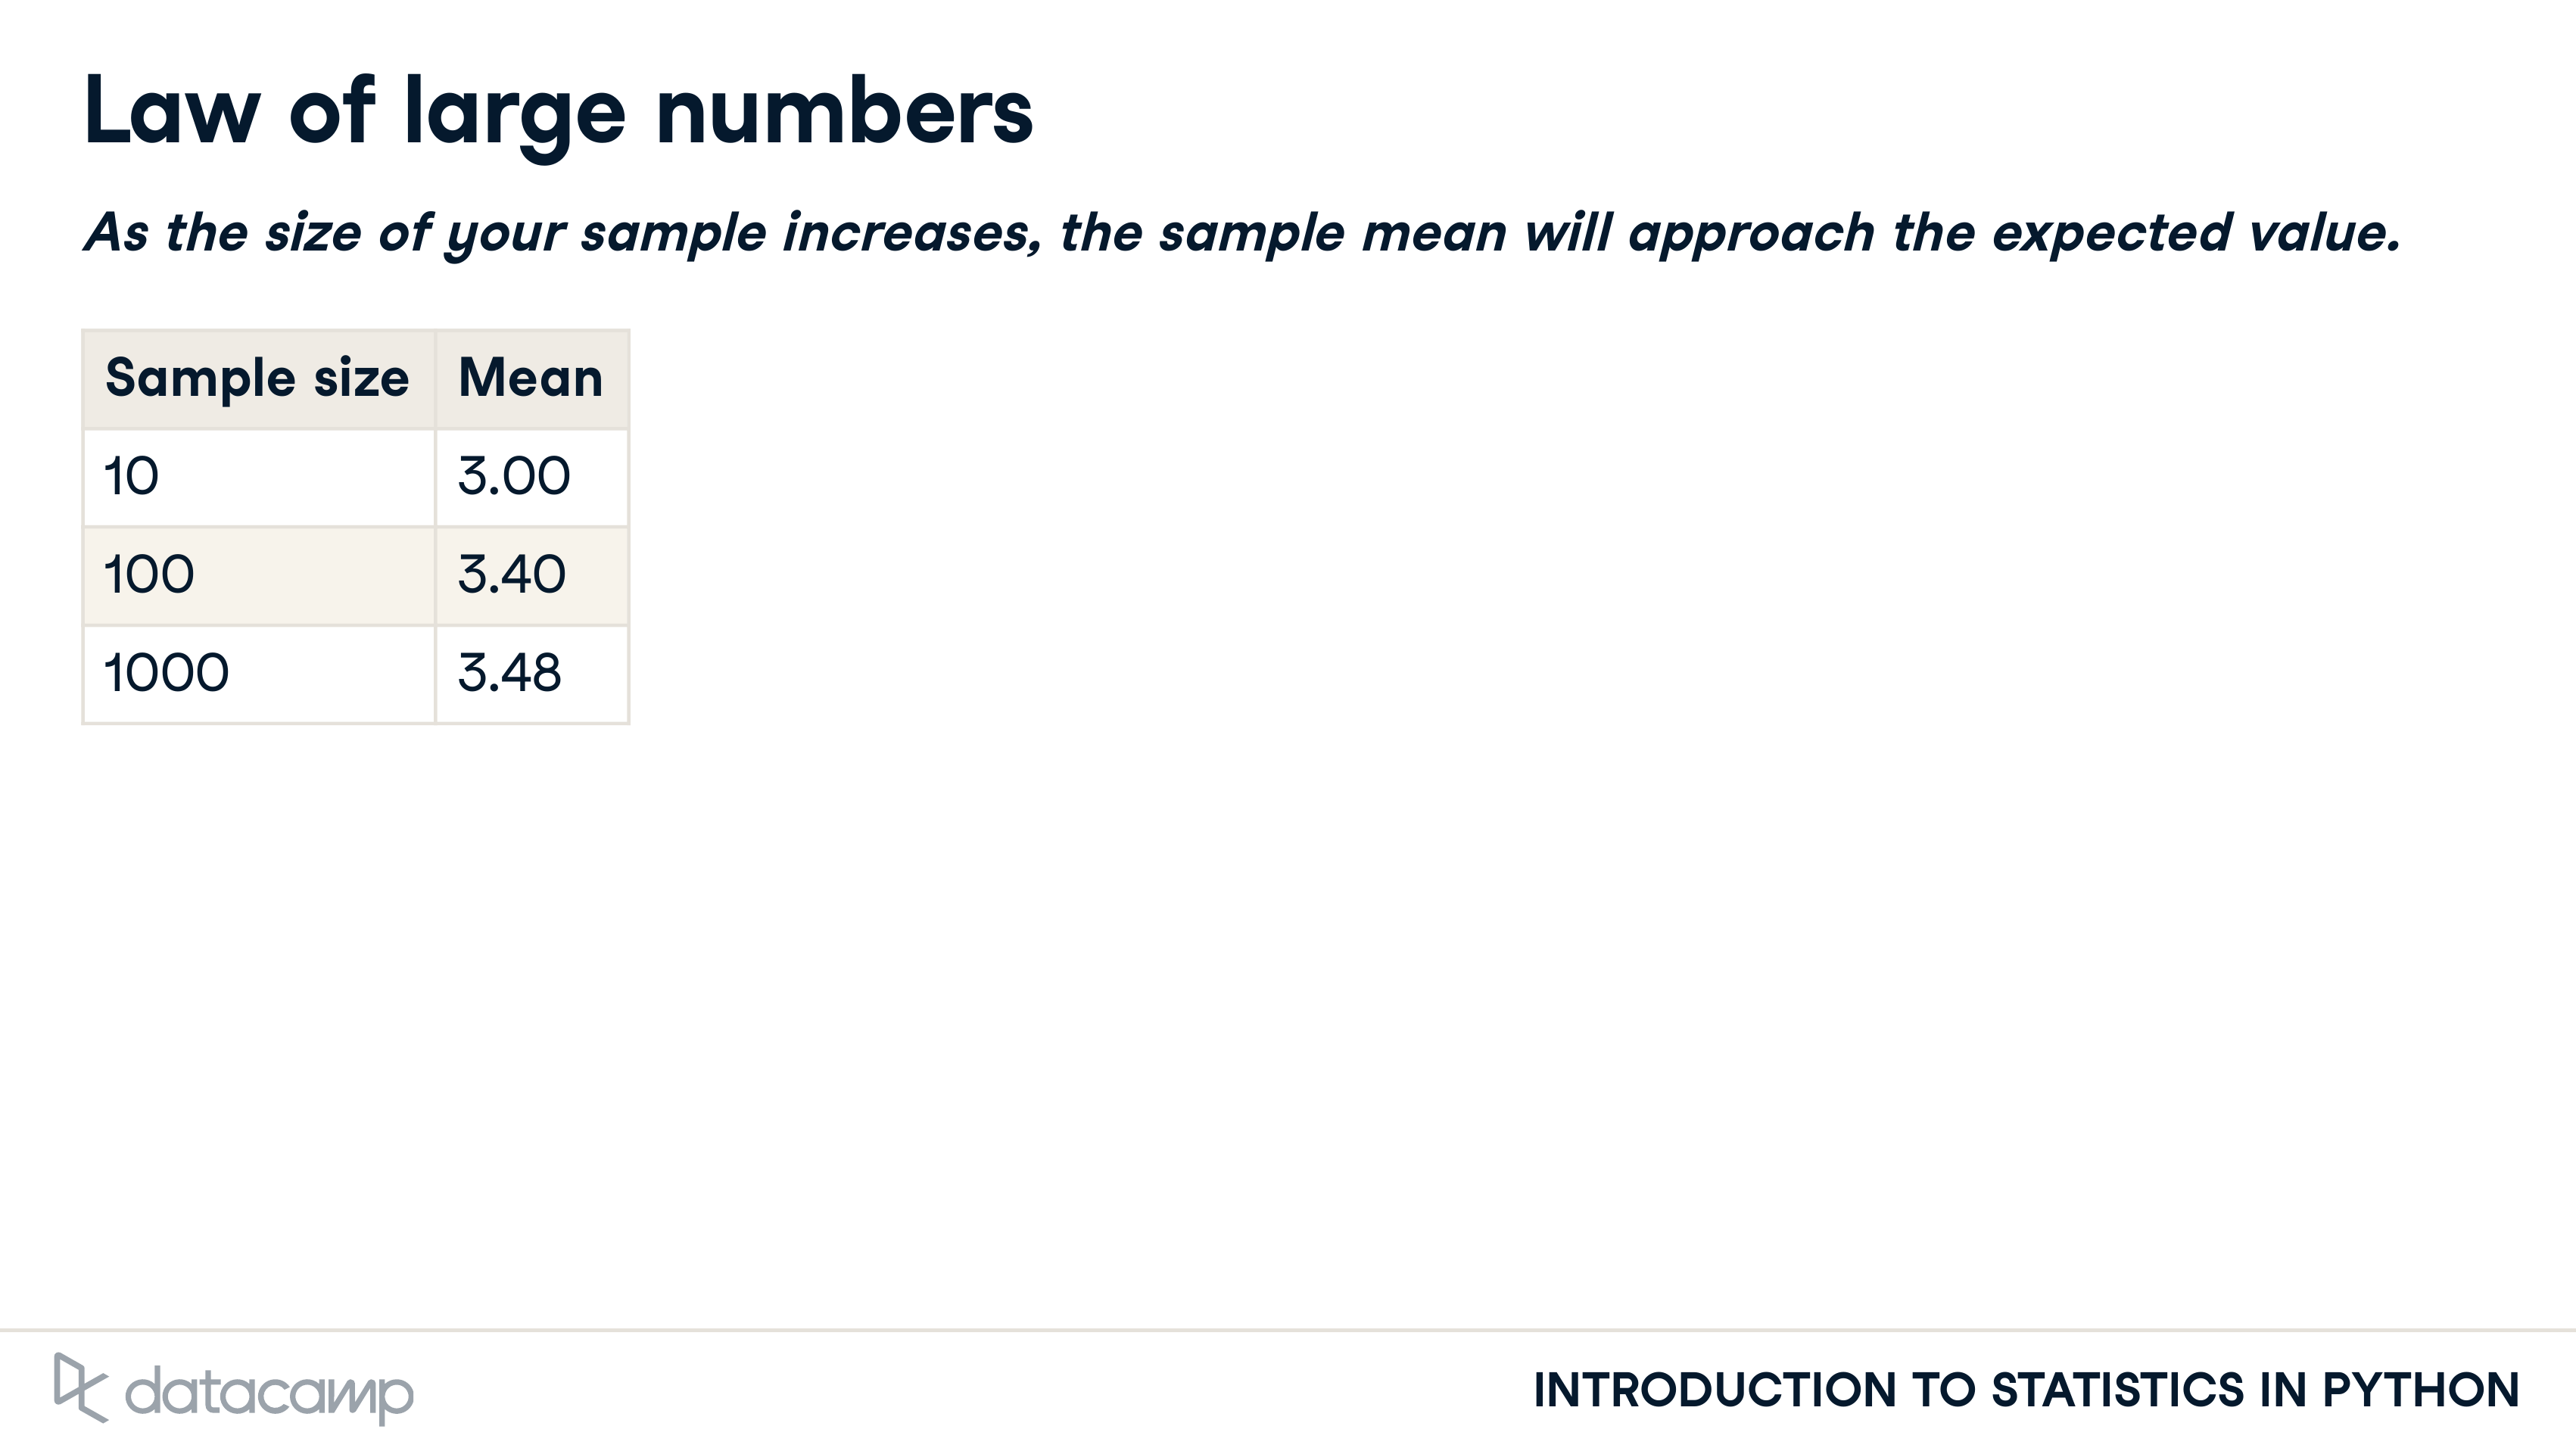 Law of large numbers
As the size of your sample increases, the sample mean will approach the expected value.
Sample size Mean
10 3.00
100 3.40
1000 3.48
datacamp
INTRODUCTION TO STATISTICS IN PYTHON